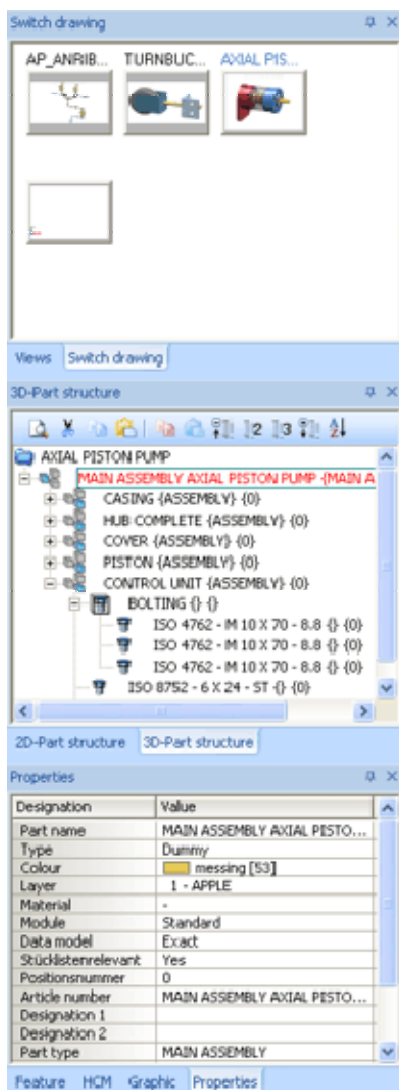 Switch drawing
AP_ANRIB... TURNBUC... AXIAL PIS...
Views Switch drawing
3D-Part structure
AXIAL PISTON PUMP
MAIN ASSEMBLY AXIAL PISTON PUMP -{MAIN A
CASING {ASSEMBLY} {0}
HUB COMPLETE {ASSEMBLY} {0}
COVER {ASSEMBLY} {0}
PISTON {ASSEMBLY} {0}
CONTROL UNIT {ASSEMBLY} {0}
BOLTING {} {}
ISO 4762 - IM 10 X 70 - 8.8 {} {0}
ISO 4762 - IM 10 X 70 - 8.8 {} {0}
ISO 4762 - IM 10 X 70 - 8.8 {} {0}
ISO 8752 - 6 X 24 - ST -{} {0}
2D-Part structure 3D-Part structure
Properties
Designation Value
Part name MAIN ASSEMBLY AXIAL PISTO...
Type Dummy
Colour messing [53]
Layer 1 - APPLE
Material -
Module Standard
Data model Exact
Stücklistenrelevant Yes
Positionsnummer 0
Article number MAIN ASSEMBLY AXIAL PISTO...
Designation 1
Designation 2
Part type MAIN ASSEMBLY
Feature HCM Graphic Properties